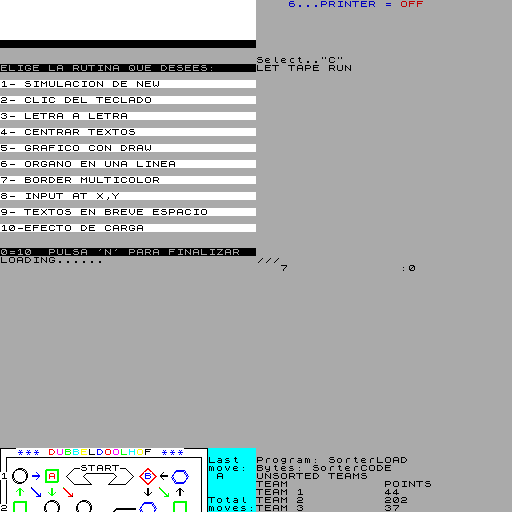 6...PRINTER = OFF
Select.."C"
LET TAPE RUN
ELIGE LA RUTINA QUE DESEES:
1- SIMULACION DE NEW
2- CLIC DEL TECLADO
3- LETRA A LETRA
4- CENTRAR TEXTOS
5- GRAFICO CON DRAW
6- ORGANO EN UNA LINEA
7- BORDER MULTICOLOR
8- INPUT AT X,Y
9- TEXTOS EN BREVE ESPACIO
10-EFECTO DE CARGA
0=10 PULSA 'N' PARA FINALIZAR
LOADING......
///
7 :0
*** DUBBELDOOLHOF ***
START
1 A B
2
Last
move:
A
Total
moves:
Program: SorterLOAD
Bytes: SorterCODE
UNSORTED TEAMS
TEAM POINTS
TEAM 1 44
TEAM 2 202
TEAM 3 37